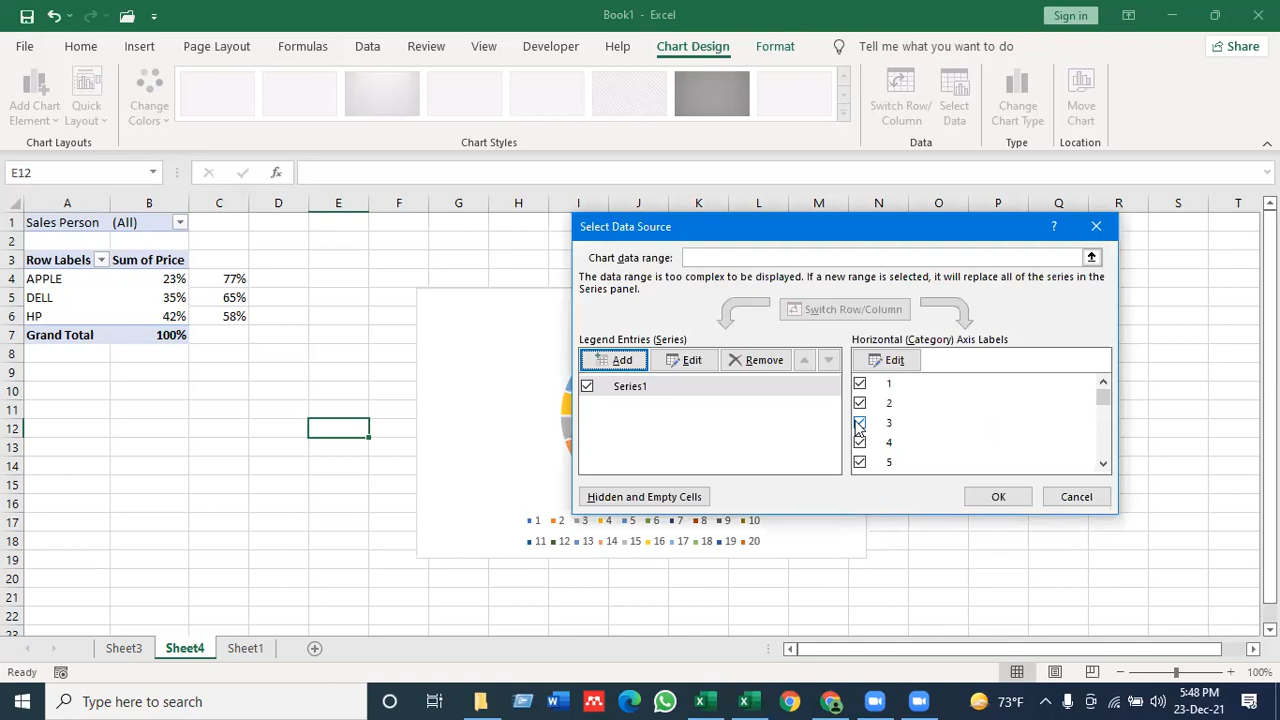 Book1 - Excel
Sign in
File Home Insert Page Layout Formulas Data Review View Developer Help Chart Design Format Tell me what you want to do Share
Add Chart Element
Quick Layout
Change Colors
Switch Row/ Column
Select Data
Change Chart Type
Move Chart
Chart Layouts Chart Styles Data Type Location
E12 fx
A B C D E F G H I J K L M N O P Q R S T
1 Sales Person (All)
2
3 Row Labels Sum of Price
4 APPLE 23% 77%
5 DELL 35% 65%
6 HP 42% 58%
7 Grand Total 100%
8
9
10
11
12
13
14
15
16
17
18
19
20
21
22
23
Select Data Source ?
Chart data range:
The data range is too complex to be displayed. If a new range is selected, it will replace all of the series in the
Series panel.
Switch Row/Column
Legend Entries (Series) Horizontal (Category) Axis Labels
Add Edit Remove Edit
Series1
1
2
3
4
5
Hidden and Empty Cells OK Cancel
1 2 3 4 5 6 7 8 9 10
11 12 13 14 15 16 17 18 19 20
Sheet3 Sheet4 Sheet1
Ready 100%
Type here to search 73°F 5:48 PM
23-Dec-21